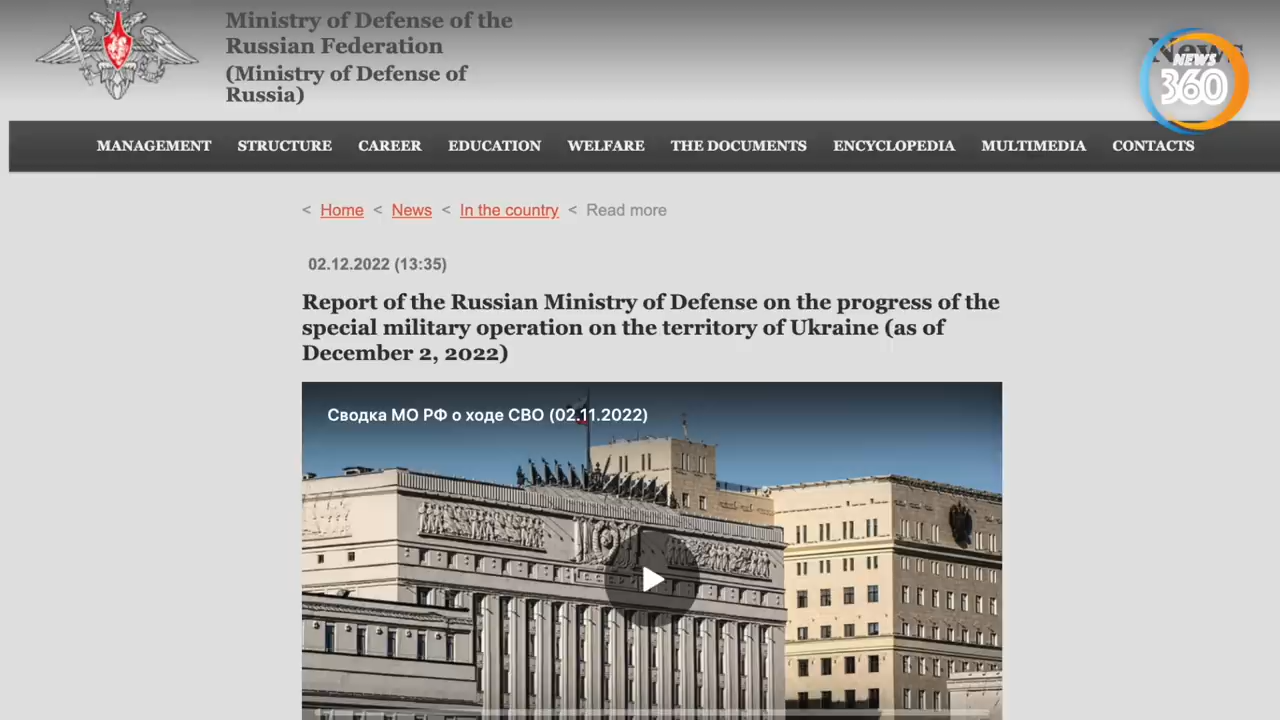 Ministry of Defense of the
Russian Federation
(Ministry of Defense of
Russia)
News
NEWS
360
MANAGEMENT STRUCTURE CAREER EDUCATION WELFARE THE DOCUMENTS ENCYCLOPEDIA MULTIMEDIA CONTACTS
< Home < News < In the country < Read more
02.12.2022 (13:35)
Report of the Russian Ministry of Defense on the progress of the
special military operation on the territory of Ukraine (as of
December 2, 2022)
Сводка МО РФ о ходе СВО (02.11.2022)